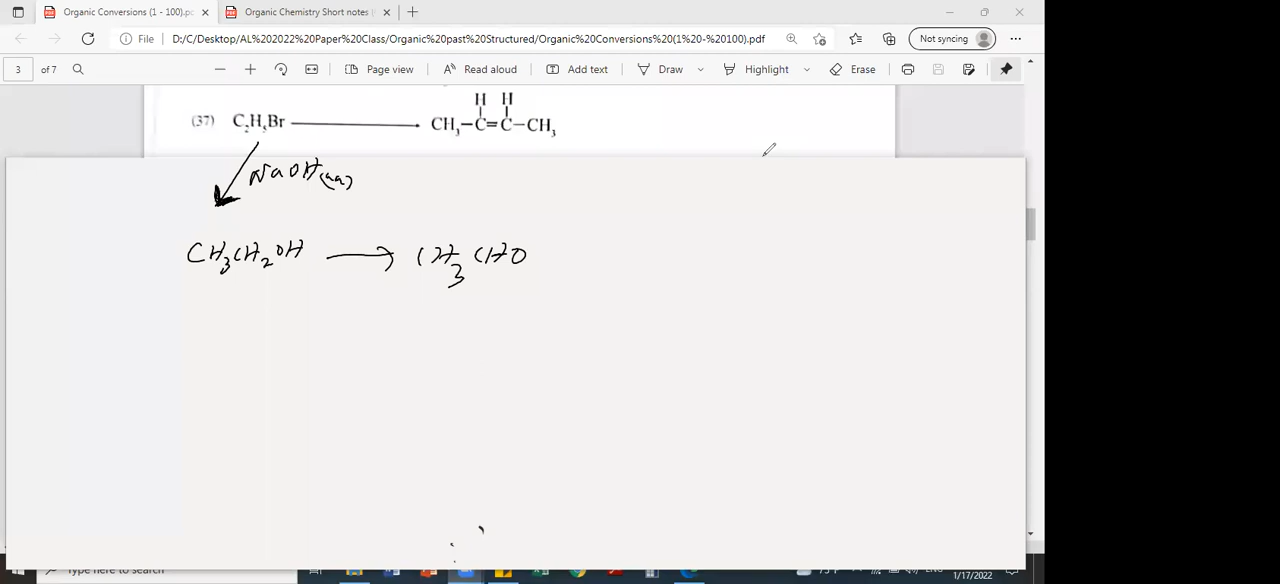 Organic Conversions (1 - 100).pc
Organic Chemistry Short notes
File D:/C/Desktop/AL%202022%20Paper%20Class/Organic%20past%20Structured/Organic%20Conversions%20(1%20-%20100).pdf Not syncing
3 of 7 Page view Read aloud Add text Draw Highlight Erase
H H
(37) C₂H₅Br CH₃-C=C-CH₃
NaOH(aq)
CH₃CH₂OH → CH₃CHO
Type here to search
1/17/2022